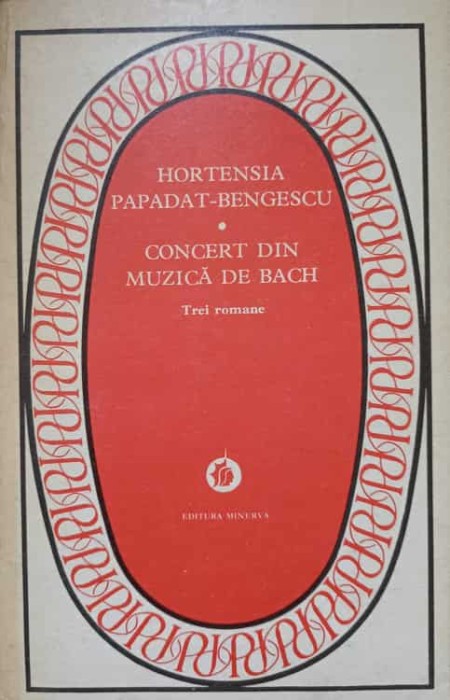 HORTENSIA
PAPADAT-BENGESCU
CONCERT DIN
MUZICĂ DE BACH
Trei romane
EDITURA MINERVA